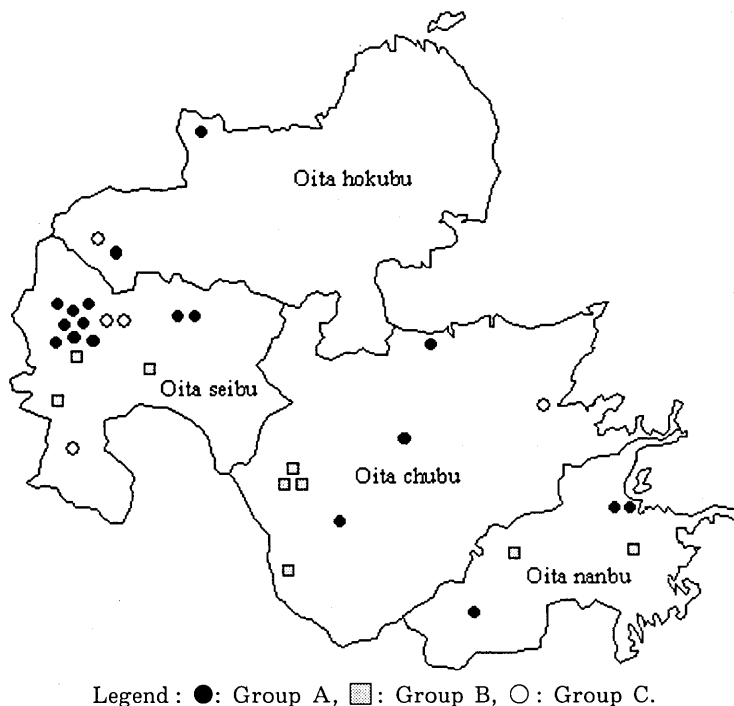 Oita hokubu
Oita seibu
Oita chubu
Oita nanbu
Legend : ●: Group A, □: Group B, ○: Group C.